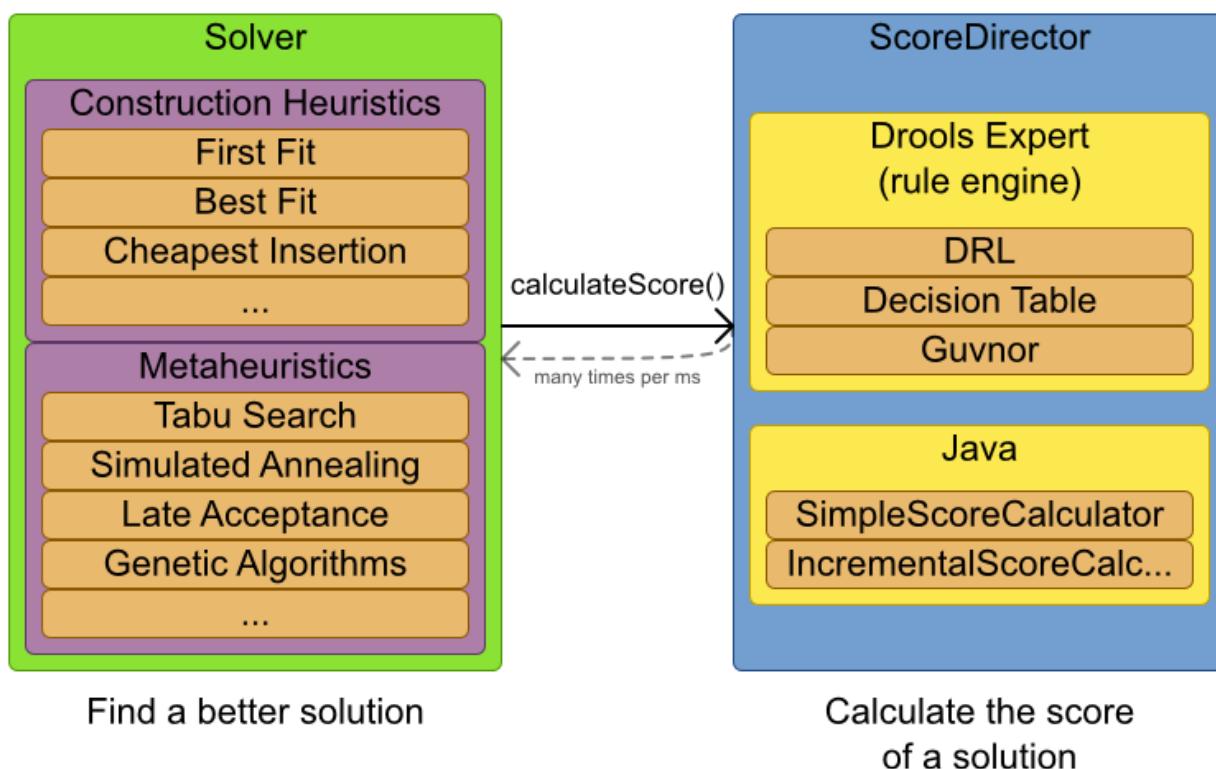 Solver
Construction Heuristics
First Fit
Best Fit
Cheapest Insertion
...
Metaheuristics
Tabu Search
Simulated Annealing
Late Acceptance
Genetic Algorithms
...
Find a better solution
calculateScore()
many times per ms
ScoreDirector
Drools Expert
(rule engine)
DRL
Decision Table
Guvnor
Java
SimpleScoreCalculator
IncrementalScoreCalc...
Calculate the score
of a solution